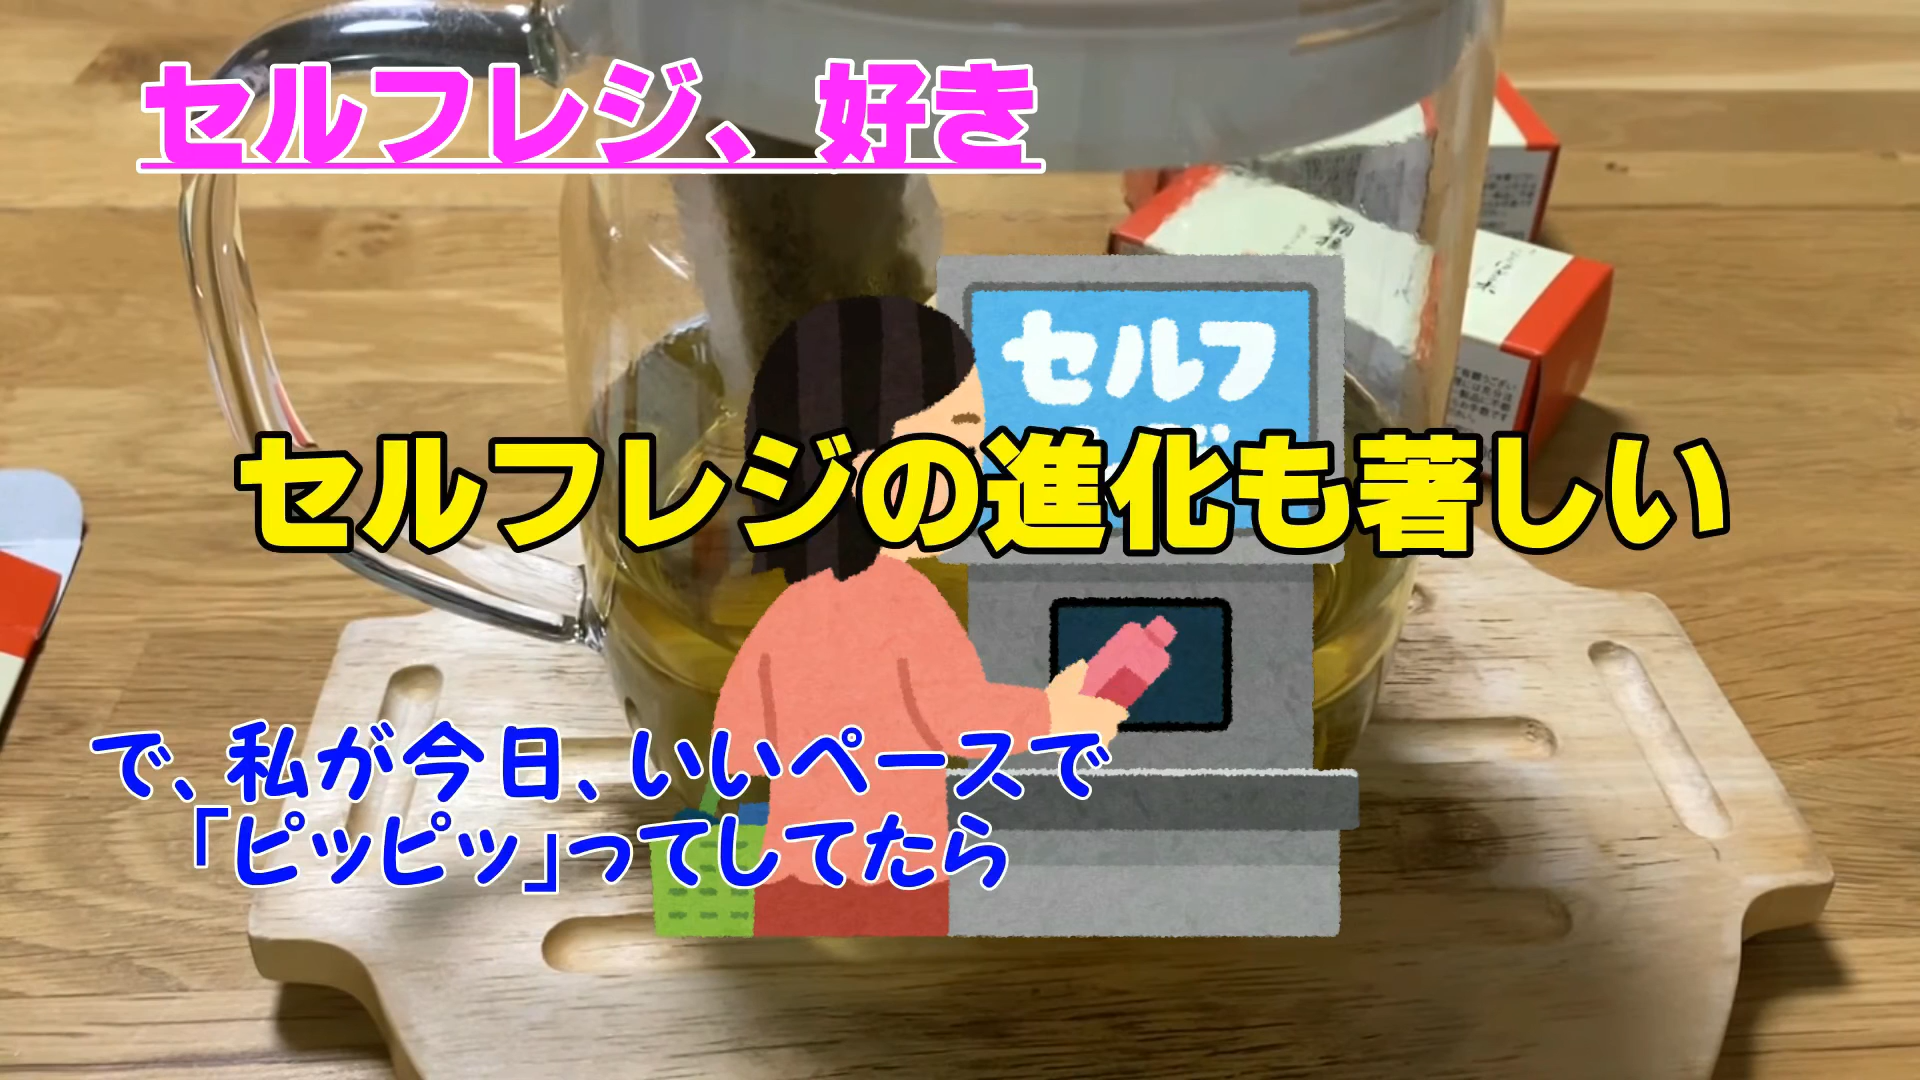 セルフレジ、好き
セルフ
セルフレジの進化も著しい
で、私が今日、いいペースで
「ピッピッ」ってしてたら